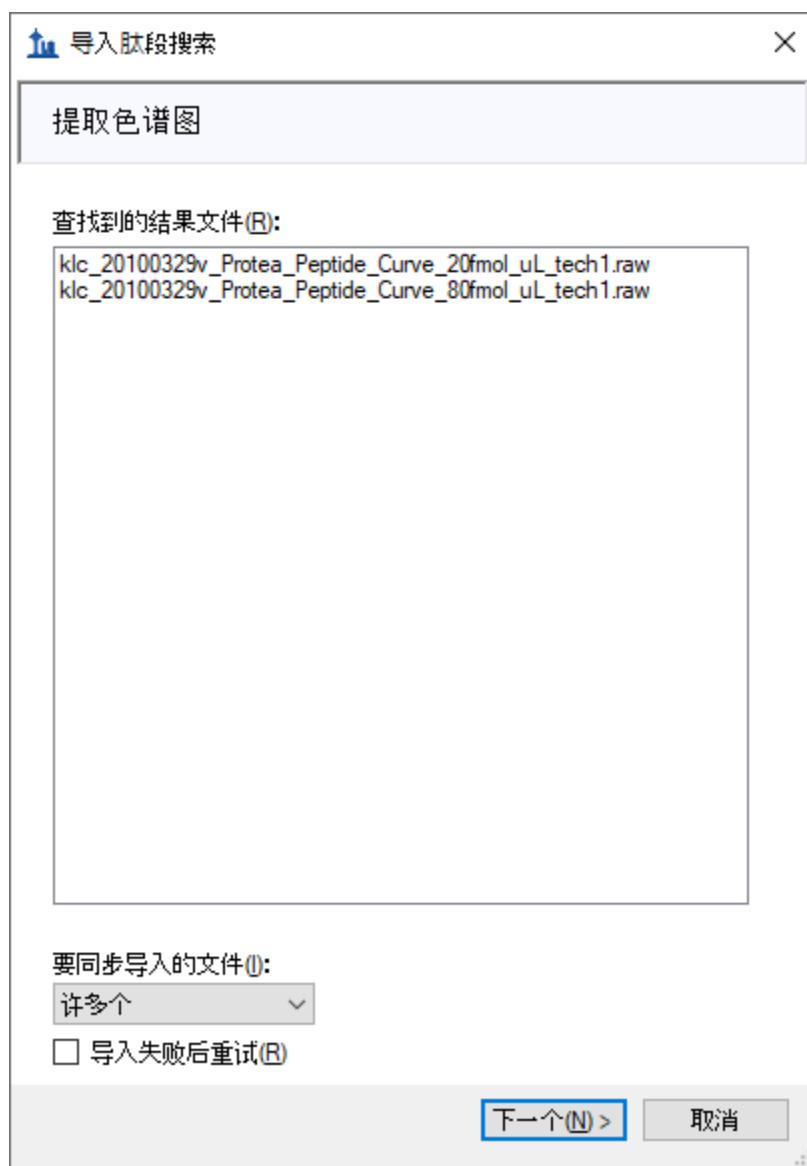 导入肽段搜索
提取色谱图
查找到的结果文件(R):
klc_20100329v_Protea_Peptide_Curve_20fmol_uL_tech1.raw
klc_20100329v_Protea_Peptide_Curve_80fmol_uL_tech1.raw
要同步导入的文件(I):
许多个
导入失败后重试(R)
下一个(N) >
取消